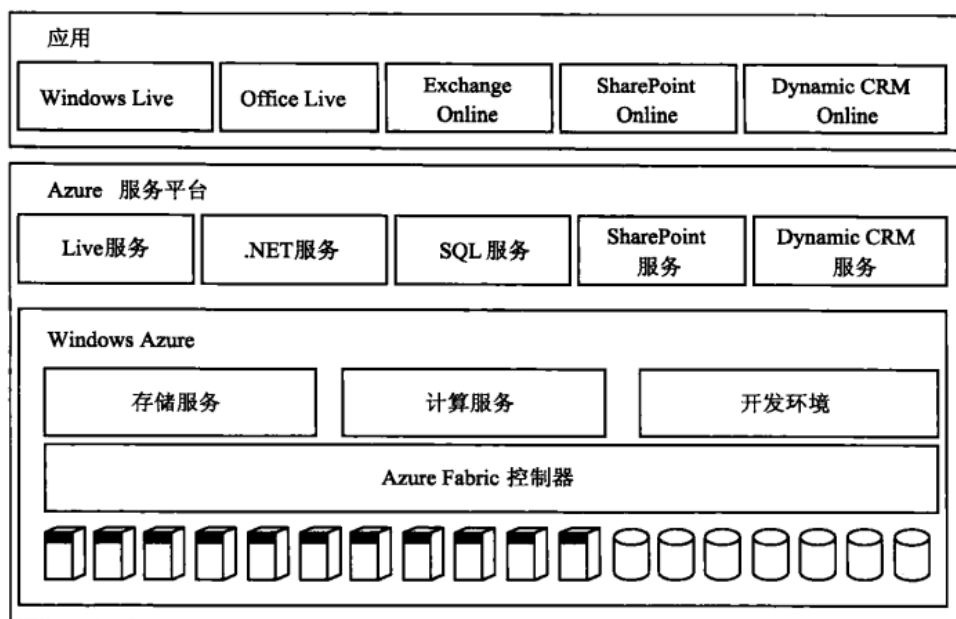 应用
Windows Live
Office Live
Exchange
Online
SharePoint
Online
Dynamic CRM
Online
Azure 服务平台
Live服务
.NET服务
SQL 服务
SharePoint
服务
Dynamic CRM
服务
Windows Azure
存储服务
计算服务
开发环境
Azure Fabric 控制器